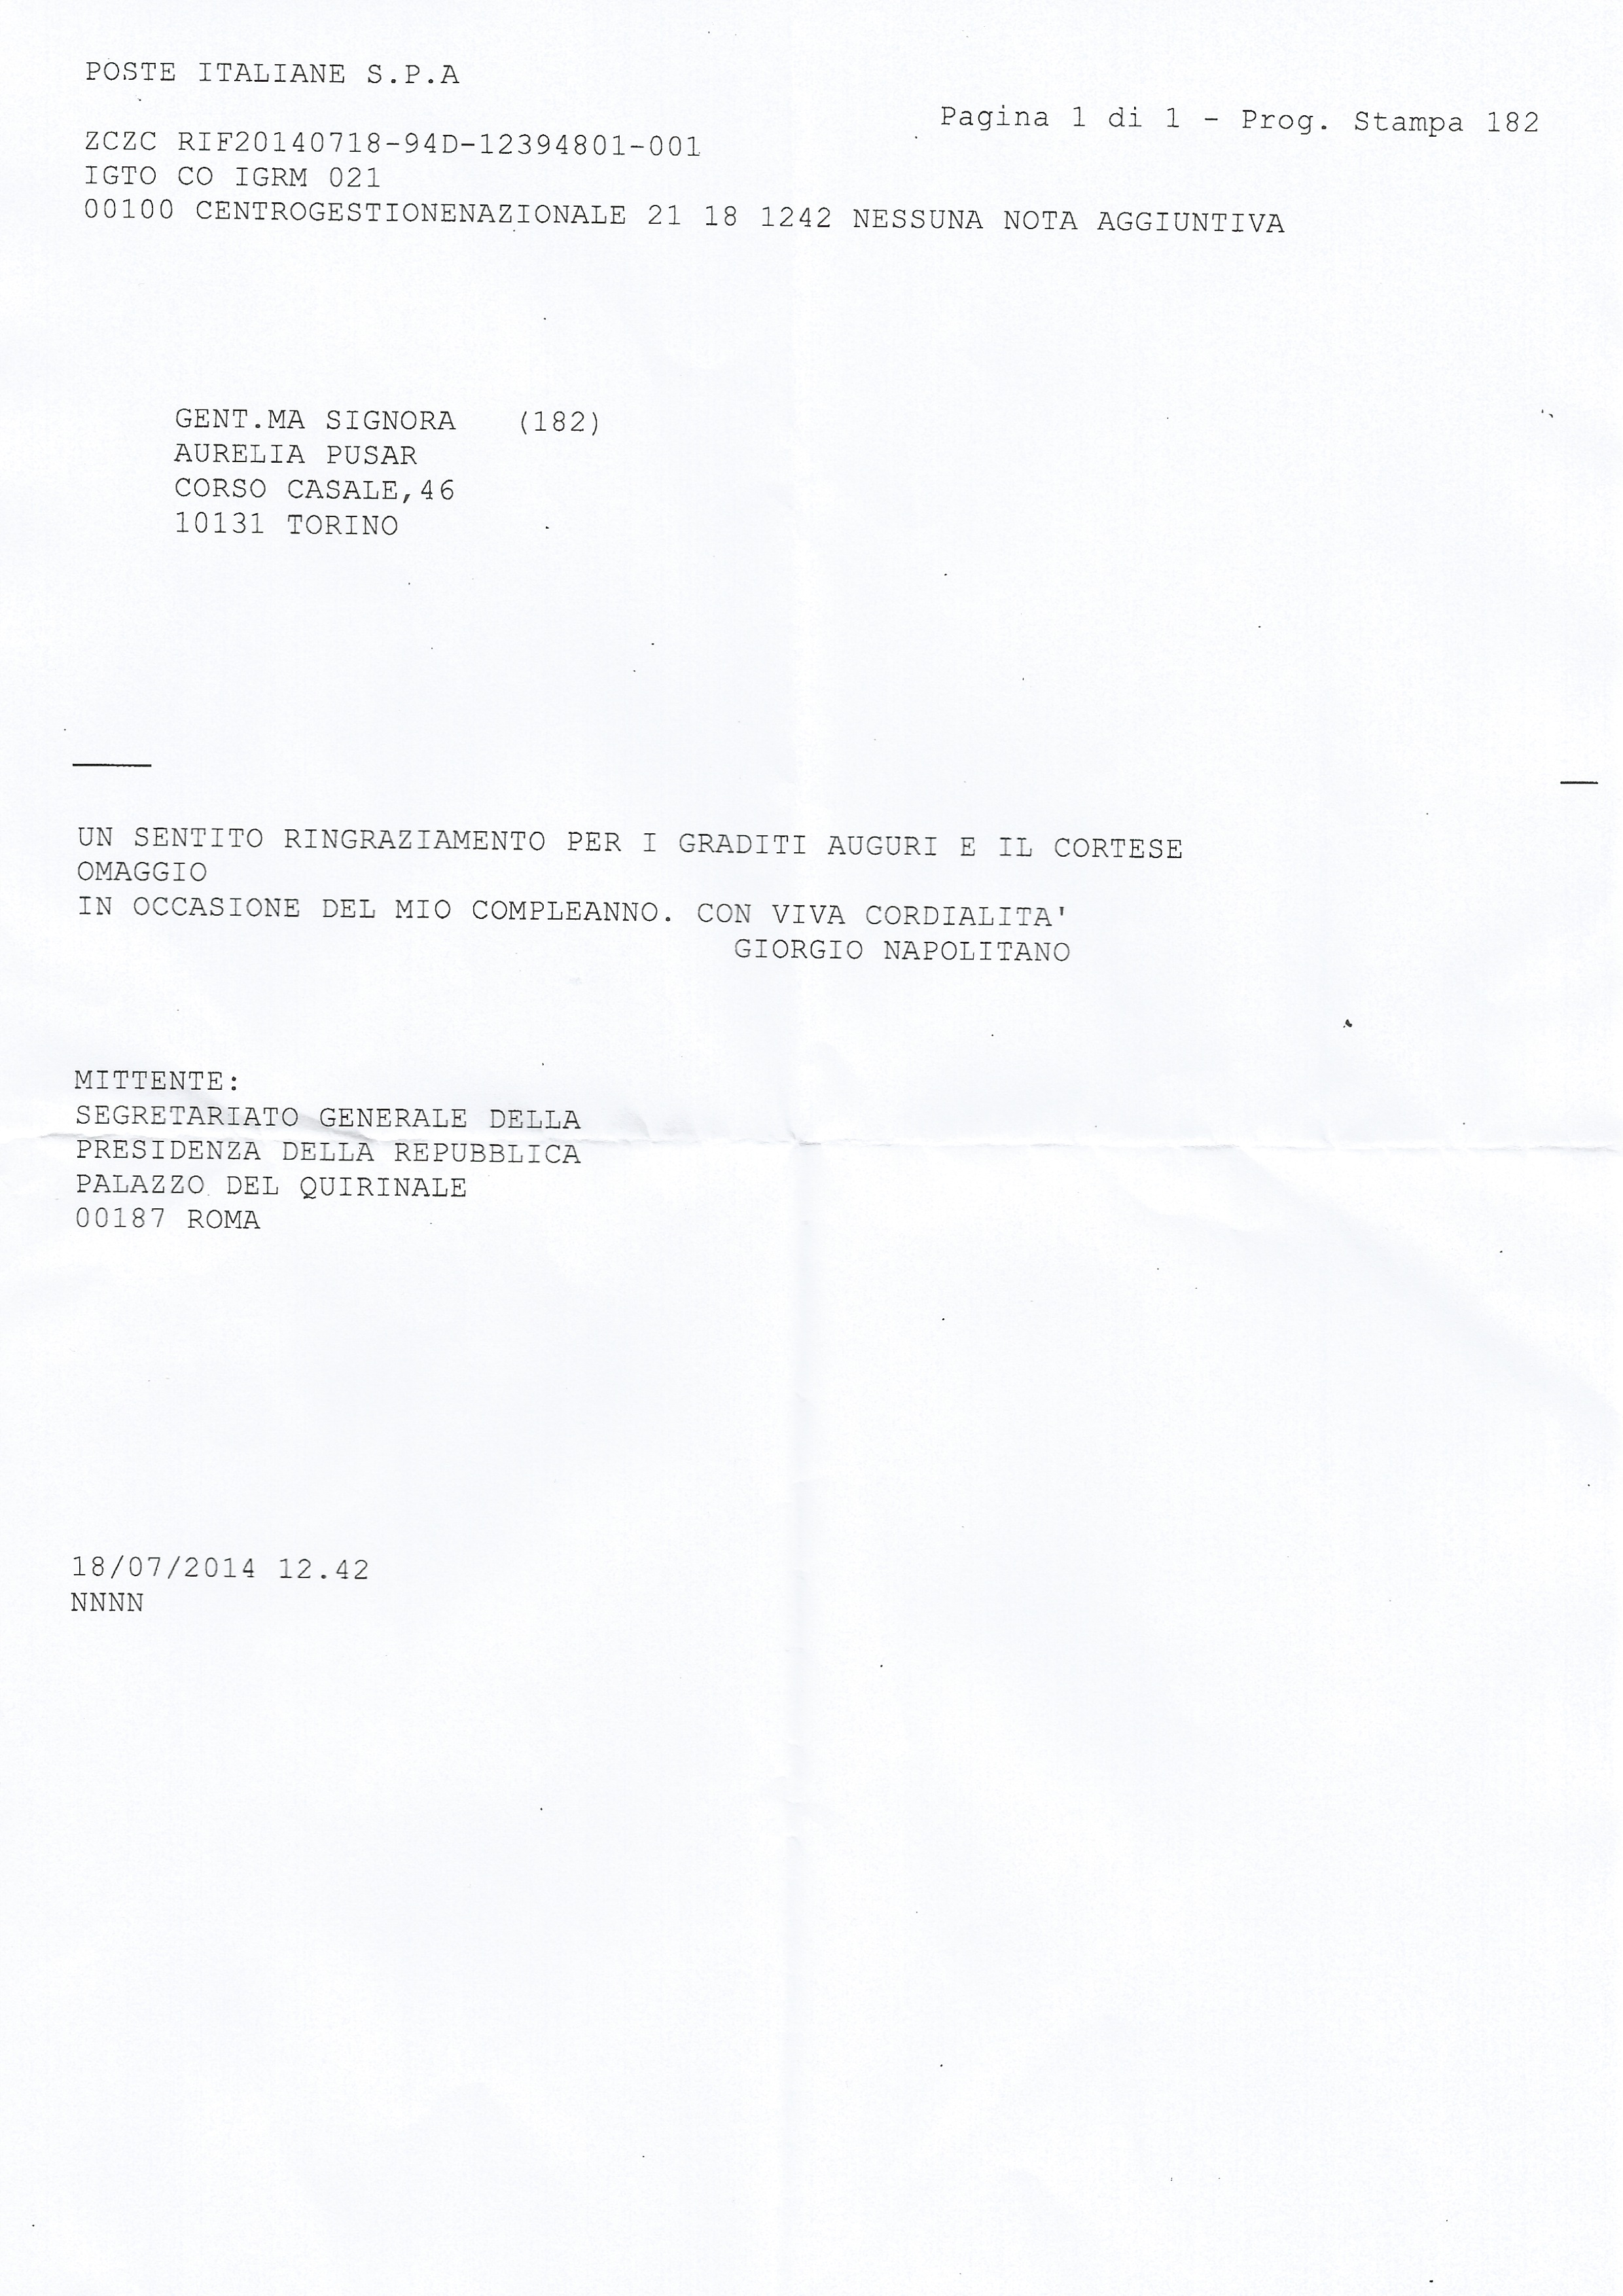 POSTE ITALIANE S.P.A
Pagina 1 di 1 - Prog. Stampa 182
ZCZC RIF20140718-94D-12394801-001
IGTO CO IGRM 021
00100 CENTROGESTIONENAZIONALE 21 18 1242 NESSUNA NOTA AGGIUNTIVA
GENT.MA SIGNORA (182)
AURELIA PUSAR
CORSO CASALE,46
10131 TORINO
UN SENTITO RINGRAZIAMENTO PER I GRADITI AUGURI E IL CORTESE
OMAGGIO
IN OCCASIONE DEL MIO COMPLEANNO. CON VIVA CORDIALITA'
GIORGIO NAPOLITANO
MITTENTE:
SEGRETARIATO GENERALE DELLA
PRESIDENZA DELLA REPUBBLICA
PALAZZO DEL QUIRINALE
00187 ROMA
18/07/2014 12.42
NNNN